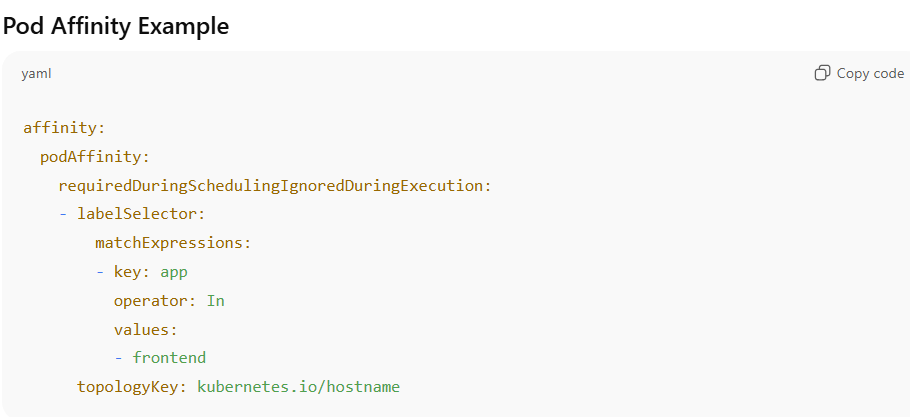 Pod Affinity Example
yaml
Copy code
affinity:
  podAffinity:
    requiredDuringSchedulingIgnoredDuringExecution:
    - labelSelector:
        matchExpressions:
        - key: app
          operator: In
          values:
          - frontend
      topologyKey: kubernetes.io/hostname